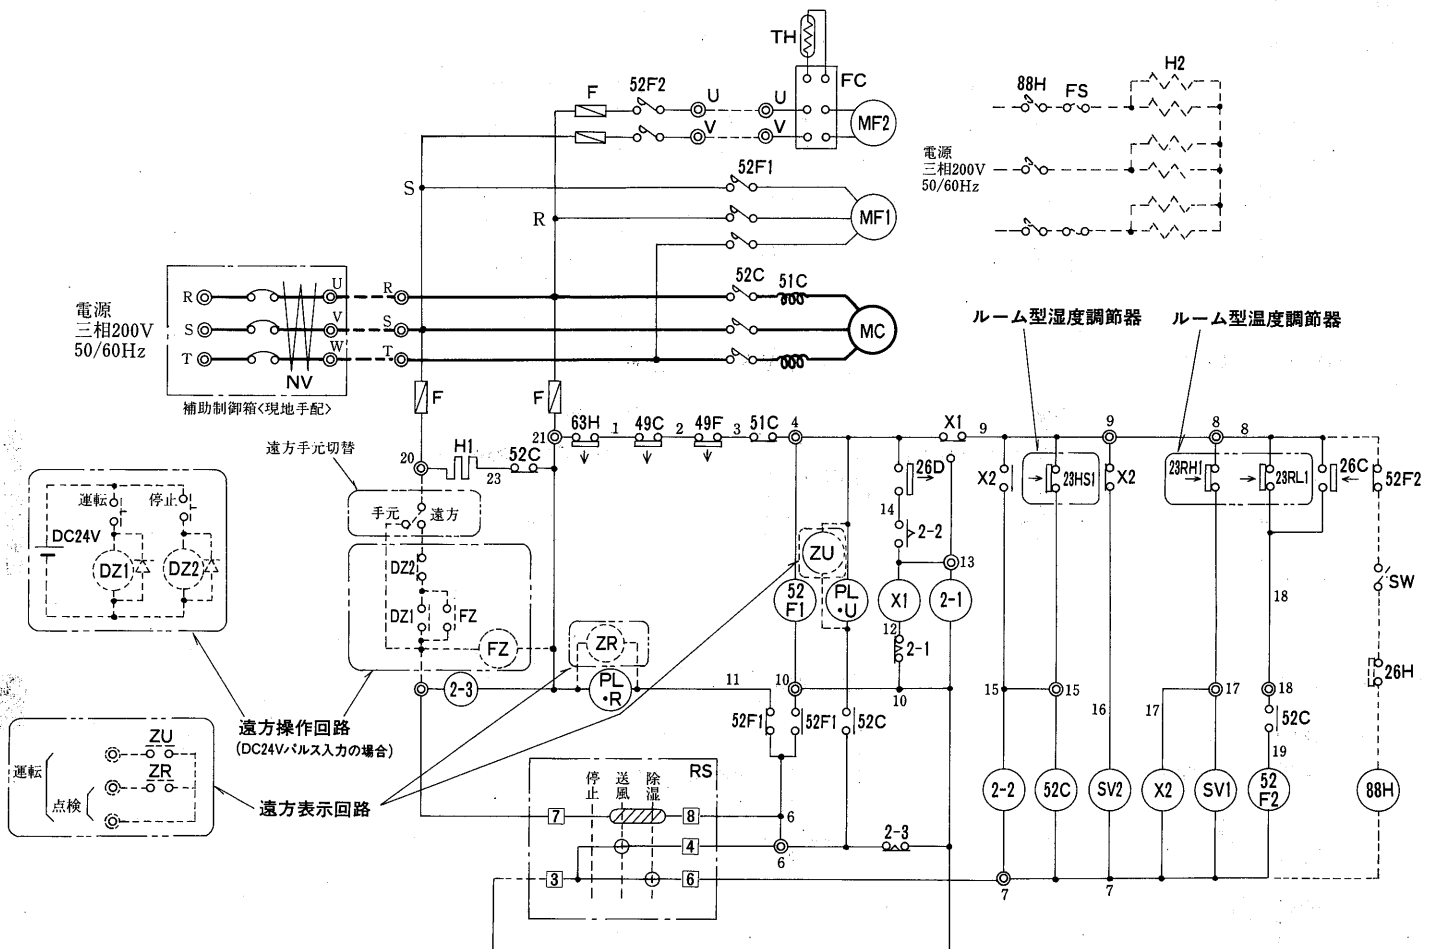 TH
FC
F
52F2
U
U
V
V
MF2
88H
FS
H2
電源
三相200V
50/60Hz
S
52F1
R
MF1
電源
三相200V
50/60Hz
R
S
T
U
V
W
R
S
T
NV
補助制御箱<現地手配>
52C
51C
MC
F
F
ルーム型湿度調節器
ルーム型温度調節器
遠方手元切替
20
H1
23
52C
21
63H
1
49C
2
49F
3
51C
4
X1
9
9
8
8
手元
遠方
運転
停止
DC24V
DZ1
DZ2
DZ2
DZ1
FZ
FZ
ZR
PL
・R
2-3
26D
14
2-2
13
ZU
52
F1
PL
・U
X1
2-1
12
2-1
X2
23HS1
X2
23RH1
23RL1
26C
52F2
SW
18
26H
11
10
10
15
15
16
17
17
18
52F1
52F1
52C
52C
19
2-2
52C
SV2
X2
SV1
52
F2
88H
遠方操作回路
(DC24Vパルス入力の場合)
運転
点検
ZU
ZR
遠方表示回路
RS
停止
送風
除湿
7
8
6
4
6
2-3
3
6
7
7